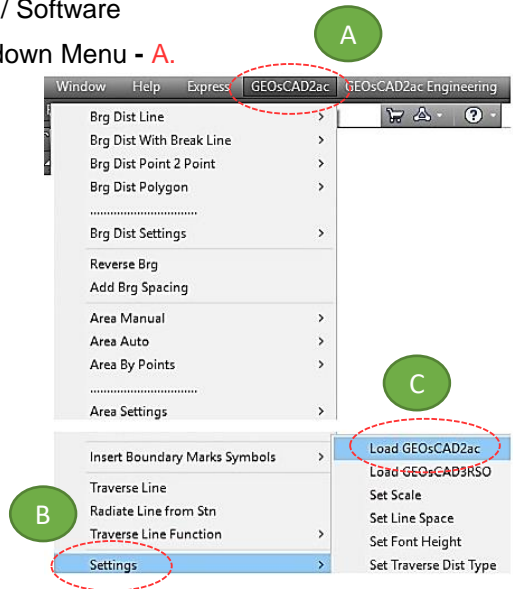 / Software
down Menu - A.
A
Window Help Express GEOsCAD2ac GEOsCAD2ac Engineering
Brg Dist Line >
Brg Dist With Break Line >
Brg Dist Point 2 Point >
Brg Dist Polygon >
................................
Brg Dist Settings >
Reverse Brg
Add Brg Spacing
Area Manual >
Area Auto >
Area By Points >
................................
Area Settings >
C
Insert Boundary Marks Symbols >
Traverse Line
Radiate Line from Stn
Traverse Line Function >
B
Settings >
Load GEOsCAD2ac
Load GEOsCAD3RSO
Set Scale
Set Line Space
Set Font Height
Set Traverse Dist Type